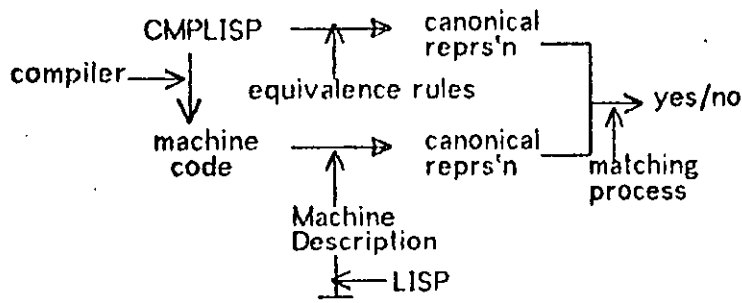 CMPLISP
canonical
reprs'n
compiler
equivalence rules
yes/no
machine
code
canonical
reprs'n
matching
process
Machine
Description
LISP